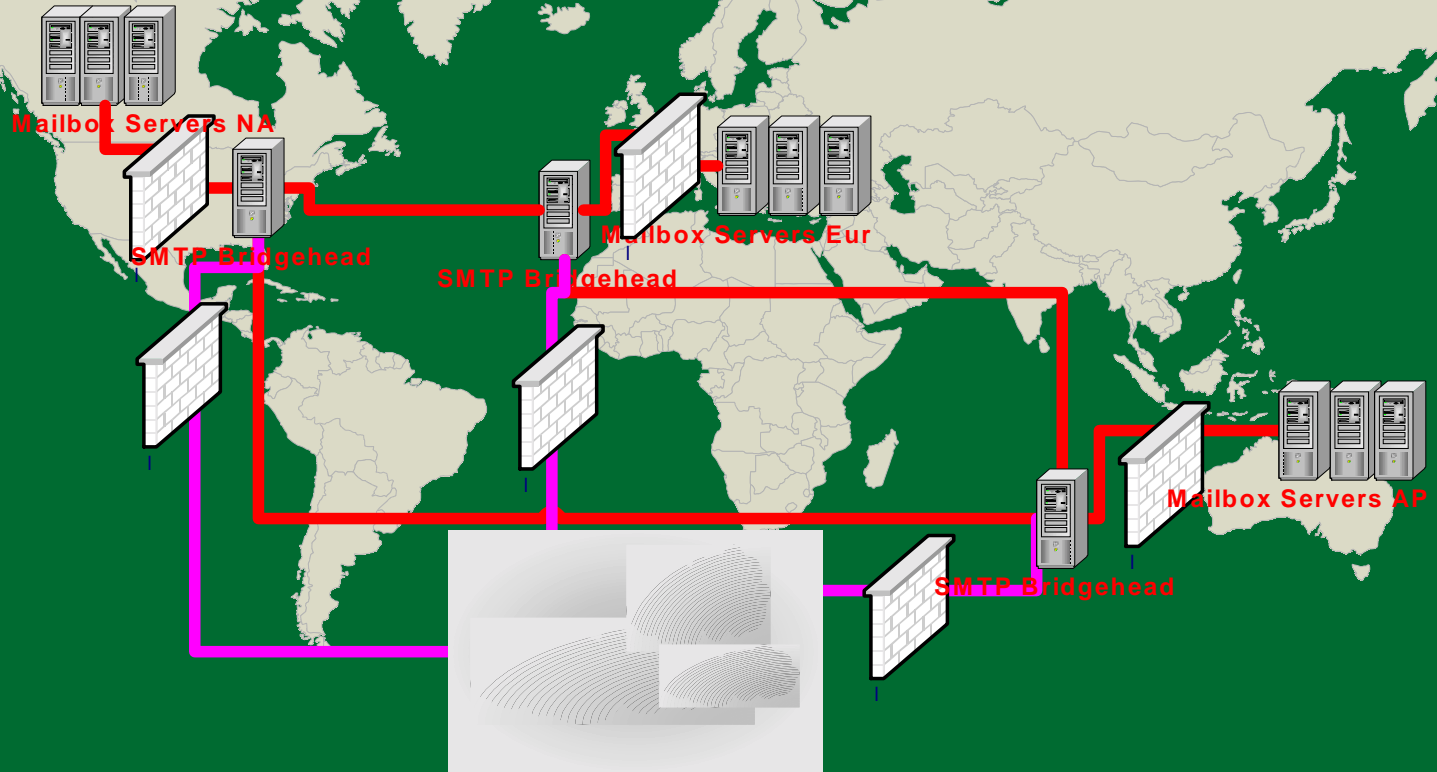 Mailbox Servers NA
SMTP Bridgehead
Mailbox Servers Eur
SMTP Bridgehead
Mailbox Servers AP
SMTP Bridgehead